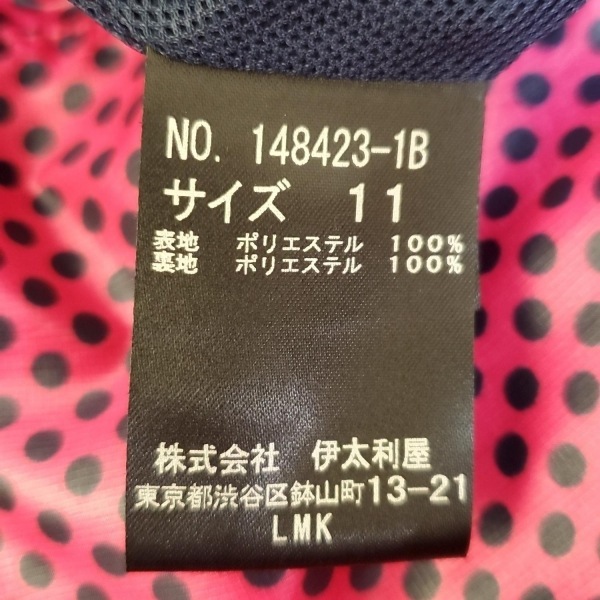 NO. 148423-1B
サイズ 11
表地 ポリエステル 100%
裏地 ポリエステル 100%
株式会社 伊太利屋
東京都渋谷区鉢山町13-21
LMK